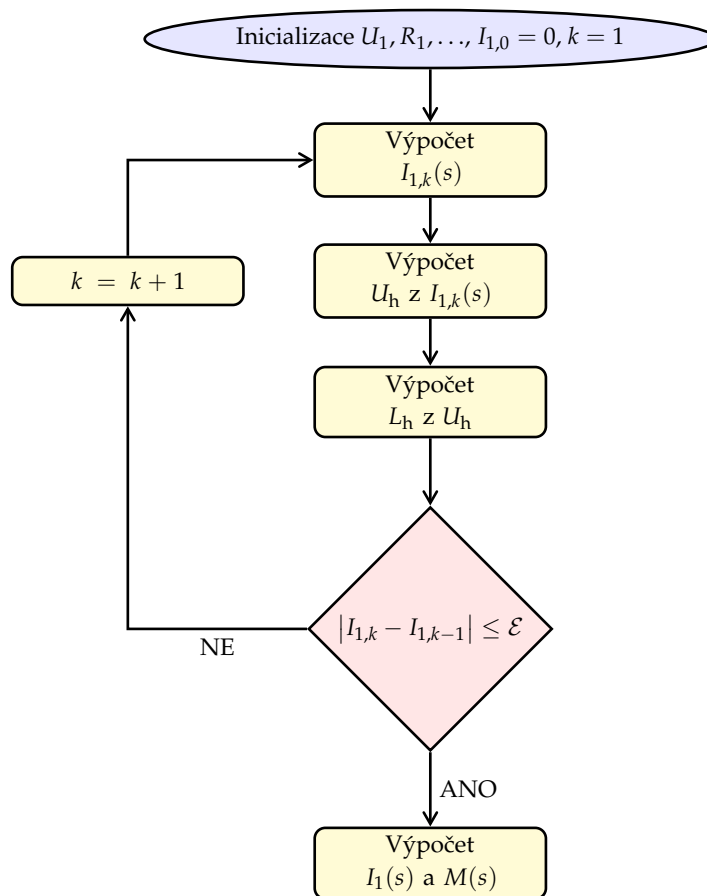 Inicializace U₁, R₁, . . ., I₁,₀ = 0, k = 1
Výpočet
I₁,ₖ(s)
k = k + 1
Výpočet
Uₕ z I₁,ₖ(s)
Výpočet
Lₕ z Uₕ
|I₁,ₖ − I₁,ₖ₋₁| ≤ ℰ
NE
ANO
Výpočet
I₁(s) a M(s)